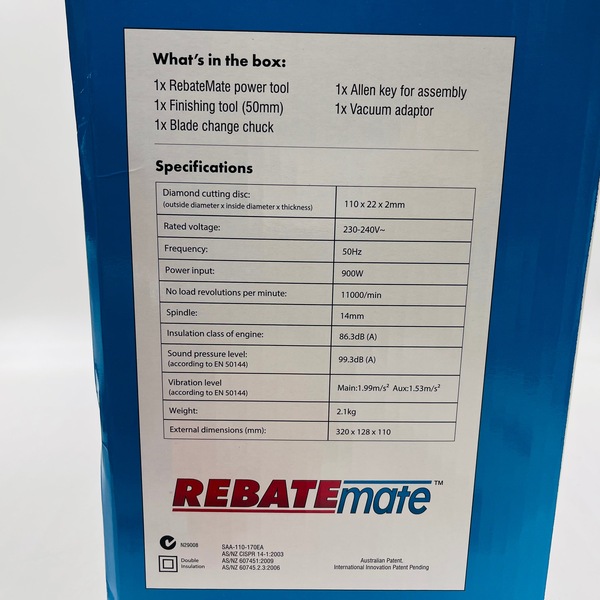 What's in the box:
1x RebateMate power tool
1x Finishing tool (50mm)
1x Blade change chuck
1x Allen key for assembly
1x Vacuum adaptor
Specifications
Diamond cutting disc:
(outside diameter x inside diameter x thickness)
110 x 22 x 2mm
Rated voltage: 230-240V~
Frequency: 50Hz
Power input: 900W
No load revolutions per minute: 11000/min
Spindle: 14mm
Insulation class of engine: 86.3dB (A)
Sound pressure level:
(according to EN 50144)
99.3dB (A)
Vibration level
(according to EN 50144)
Main:1.99m/s² Aux:1.53m/s²
Weight: 2.1kg
External dimensions (mm): 320 x 128 x 110
REBATEmate™
N29008
Double
Insulation
SAA-110-170EA
AS/NZ CISPR 14-1:2003
AS/NZ 607451:2009
AS/NZ 60745.2.3:2006
Australian Patent.
International Innovation Patent Pending